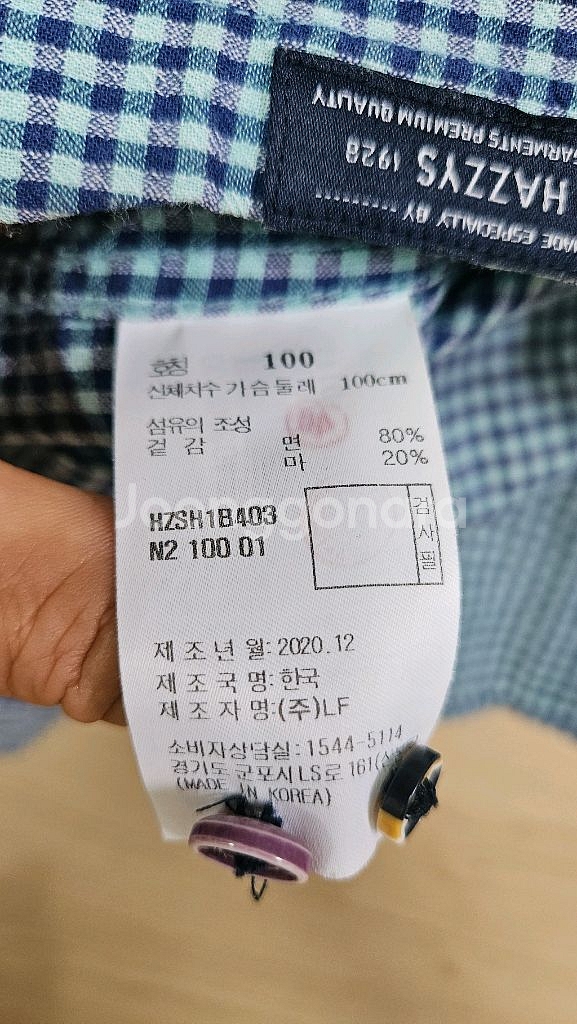 MADE ESPECIALLY BY
HAZZYS 1928
GARMENTS PREMIUM QUALITY
호칭 100
신체치수 가슴둘레 100cm
섬유의 조성
겉 감 면 80%
마 20%
HZSH1B403
N2 100 01
검사필
제 조 년 월: 2020.12
제 조 국 명: 한국
제 조 자 명: (주)LF
소비자상담실: 1544-5114
경기도 군포시 LS로 161
(MADE IN KOREA)
Joonggonara